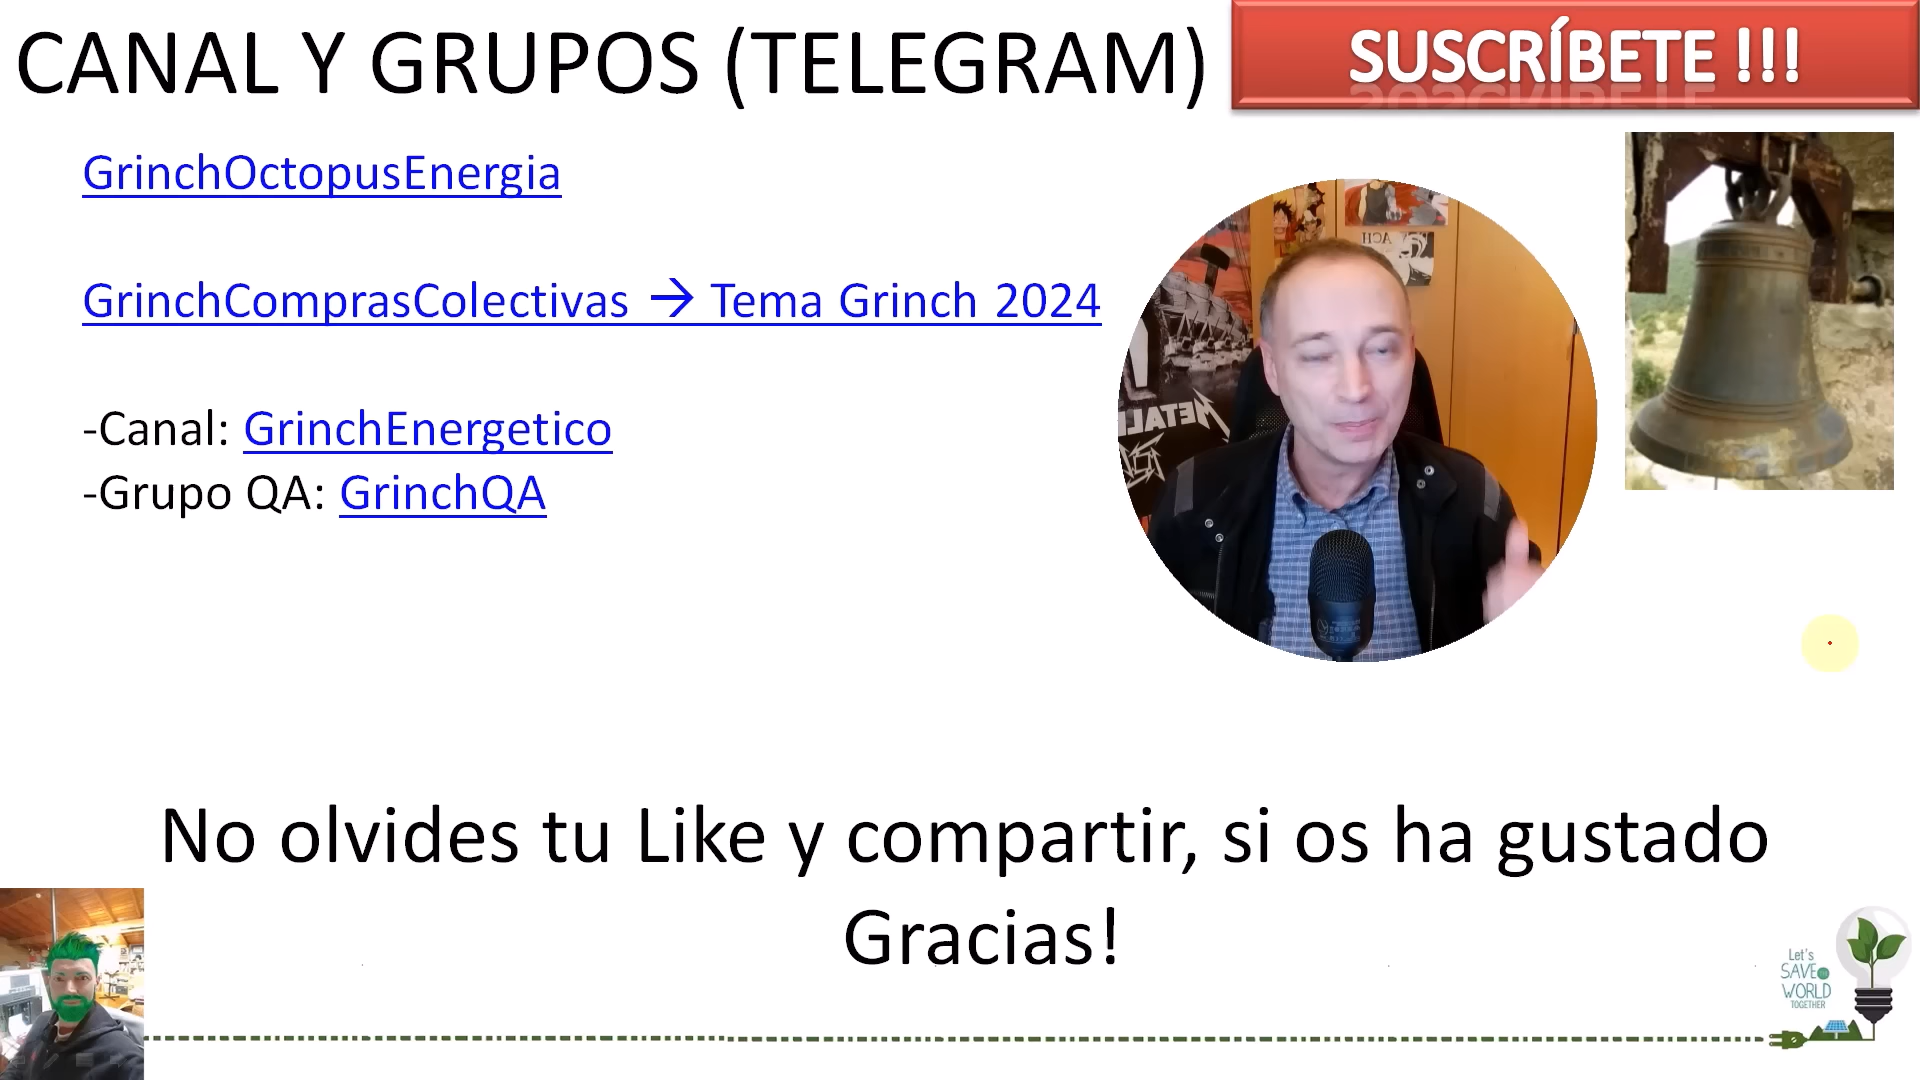 CANAL Y GRUPOS (TELEGRAM)
SUSCRÍBETE !!!
GrinchOctopusEnergia
GrinchComprasColectivas → Tema Grinch 2024
-Canal: GrinchEnergetico
-Grupo QA: GrinchQA
No olvides tu Like y compartir, si os ha gustado
Gracias!
Let's
SAVE
WORLD
TOGETHER